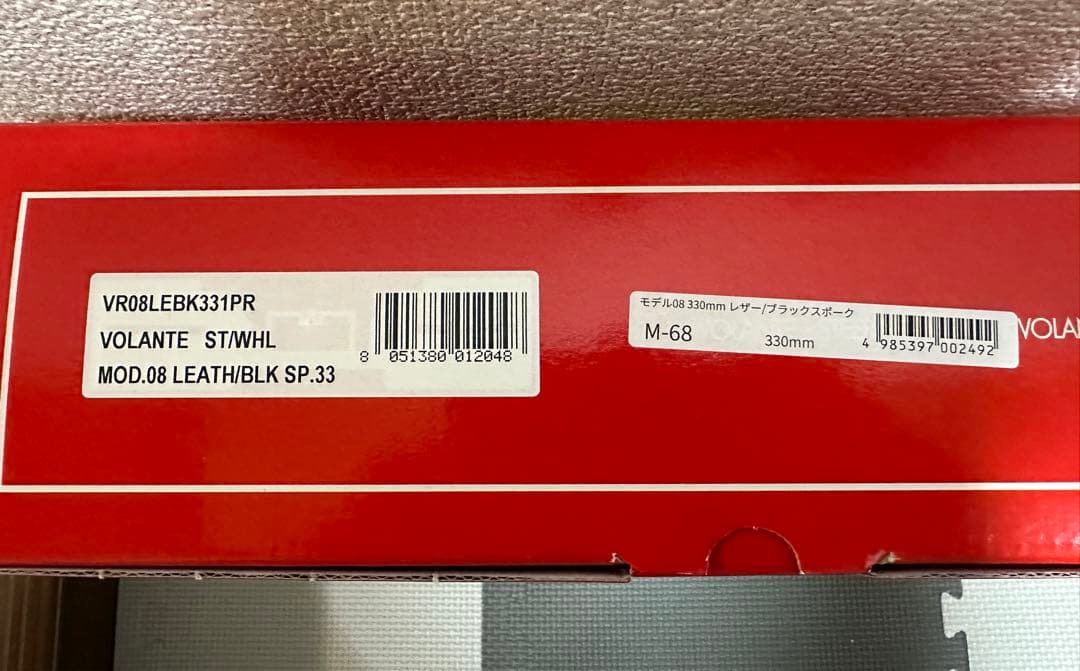 VR08LEBK331PR
VOLANTE ST/WHL
8 051380 012048
MOD.08 LEATH/BLK SP.33
モデル08 330mm レザー/ブラックスポーク
M-68 330mm
4 985397 002492